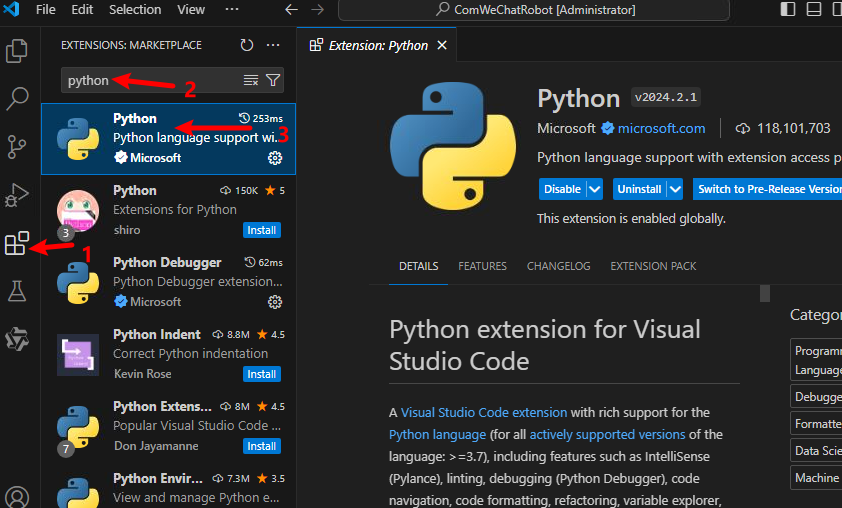 File Edit Selection View ···
ComWeChatRobot [Administrator]
EXTENSIONS: MARKETPLACE ···
python
2
Python 253ms
Python language support wi...
3
Microsoft
Python 150K 5
Extensions for Python
shiro Install
3
1
Python Debugger 62ms
Python Debugger extension...
Microsoft
Python Indent 8.8M 4.5
Correct Python indentation
Kevin Rose Install
Python Extens... 8M 4.5
Popular Visual Studio Code ...
Don Jayamanne Install
7
Python Envir... 7.3M 3.5
View and manage Python e...
Extension: Python
Python v2024.2.1
Microsoft microsoft.com 118,101,703
Python language support with extension access p
Disable Uninstall Switch to Pre-Release Version
This extension is enabled globally.
DETAILS FEATURES CHANGELOG EXTENSION PACK
Python extension for Visual
Studio Code
A Visual Studio Code extension with rich support for the
Python language (for all actively supported versions of the
language: >=3.7), including features such as IntelliSense
(Pylance), linting, debugging (Python Debugger), code
navigation, code formatting, refactoring, variable explorer,
Categor
Programm
Language
Debugge
Formatte
Data Scie
Machine